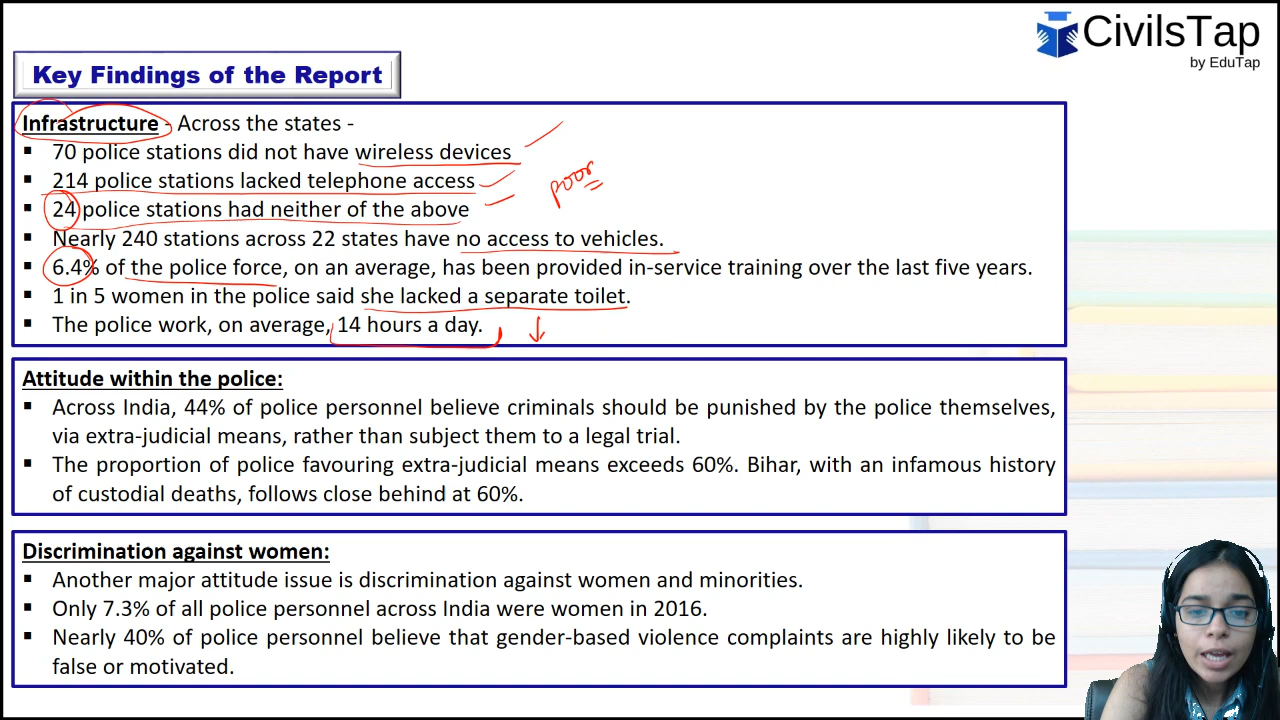 CivilsTap
by EduTap
Key Findings of the Report
Infrastructure - Across the states -
▪ 70 police stations did not have wireless devices
▪ 214 police stations lacked telephone access
poor
▪ 24 police stations had neither of the above
▪ Nearly 240 stations across 22 states have no access to vehicles.
▪ 6.4% of the police force, on an average, has been provided in-service training over the last five years.
▪ 1 in 5 women in the police said she lacked a separate toilet.
▪ The police work, on average, 14 hours a day.
Attitude within the police:
▪ Across India, 44% of police personnel believe criminals should be punished by the police themselves,
via extra-judicial means, rather than subject them to a legal trial.
▪ The proportion of police favouring extra-judicial means exceeds 60%. Bihar, with an infamous history
of custodial deaths, follows close behind at 60%.
Discrimination against women:
▪ Another major attitude issue is discrimination against women and minorities.
▪ Only 7.3% of all police personnel across India were women in 2016.
▪ Nearly 40% of police personnel believe that gender-based violence complaints are highly likely to be
false or motivated.